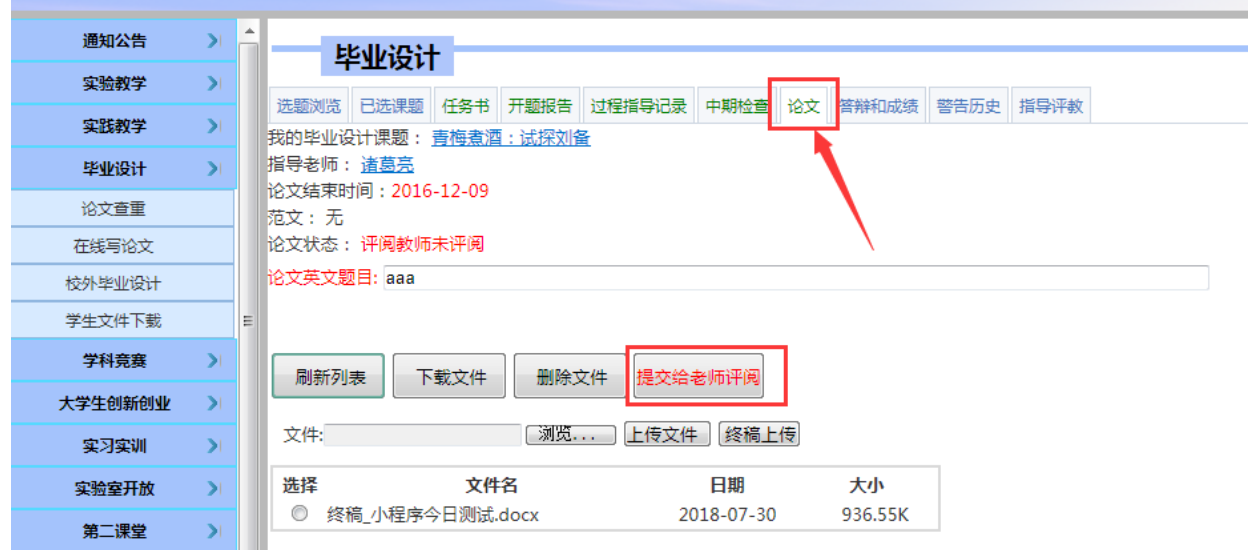 通知公告
实验教学
实践教学
毕业设计
论文查重
在线写论文
校外毕业设计
学生文件下载
学科竞赛
大学生创新创业
实习实训
实验室开放
第二课堂
毕业设计
选题浏览 已选课题 任务书 开题报告 过程指导记录 中期检查 论文 答辩和成绩 警告历史 指导评教
我的毕业设计课题： 青梅煮酒：试探刘备
指导老师： 诸葛亮
论文结束时间：2016-12-09
范文： 无
论文状态： 评阅教师未评阅
论文英文题目: aaa
刷新列表 下载文件 删除文件 提交给老师评阅
文件: 浏览... 上传文件 终稿上传
选择 文件名 日期 大小
终稿_小程序今日测试.docx 2018-07-30 936.55K